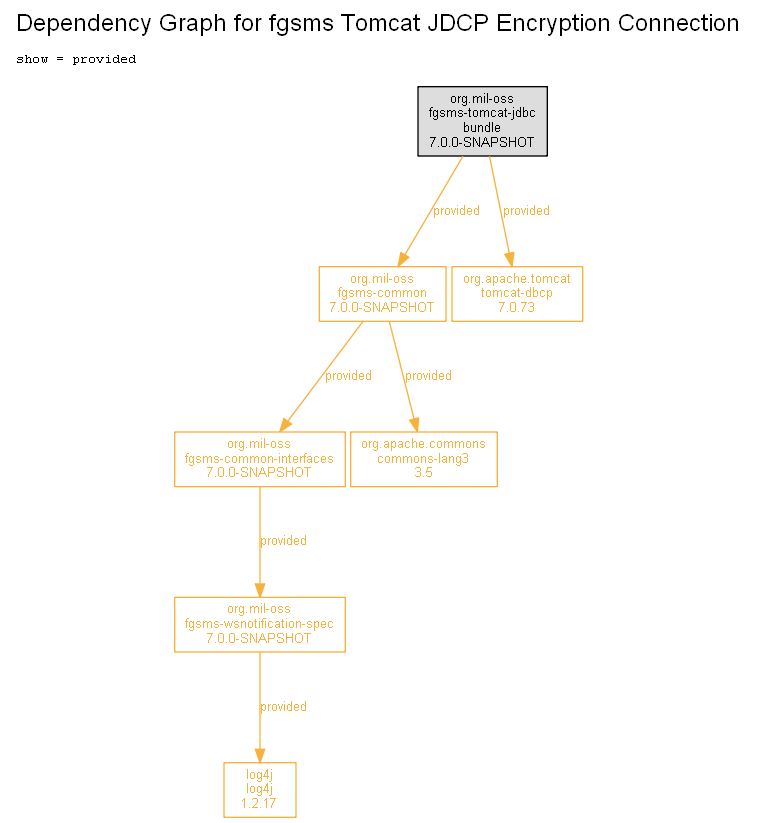 Dependency Graph for fgsms Tomcat JDCP Encryption Connection
show = provided
org.mil-oss
fgsms-tomcat-jdbc
bundle
7.0.0-SNAPSHOT
provided
provided
org.mil-oss
fgsms-common
7.0.0-SNAPSHOT
org.apache.tomcat
tomcat-dbcp
7.0.73
provided
provided
org.mil-oss
fgsms-common-interfaces
7.0.0-SNAPSHOT
org.apache.commons
commons-lang3
3.5
provided
org.mil-oss
fgsms-wsnotification-spec
7.0.0-SNAPSHOT
provided
log4j
log4j
1.2.17